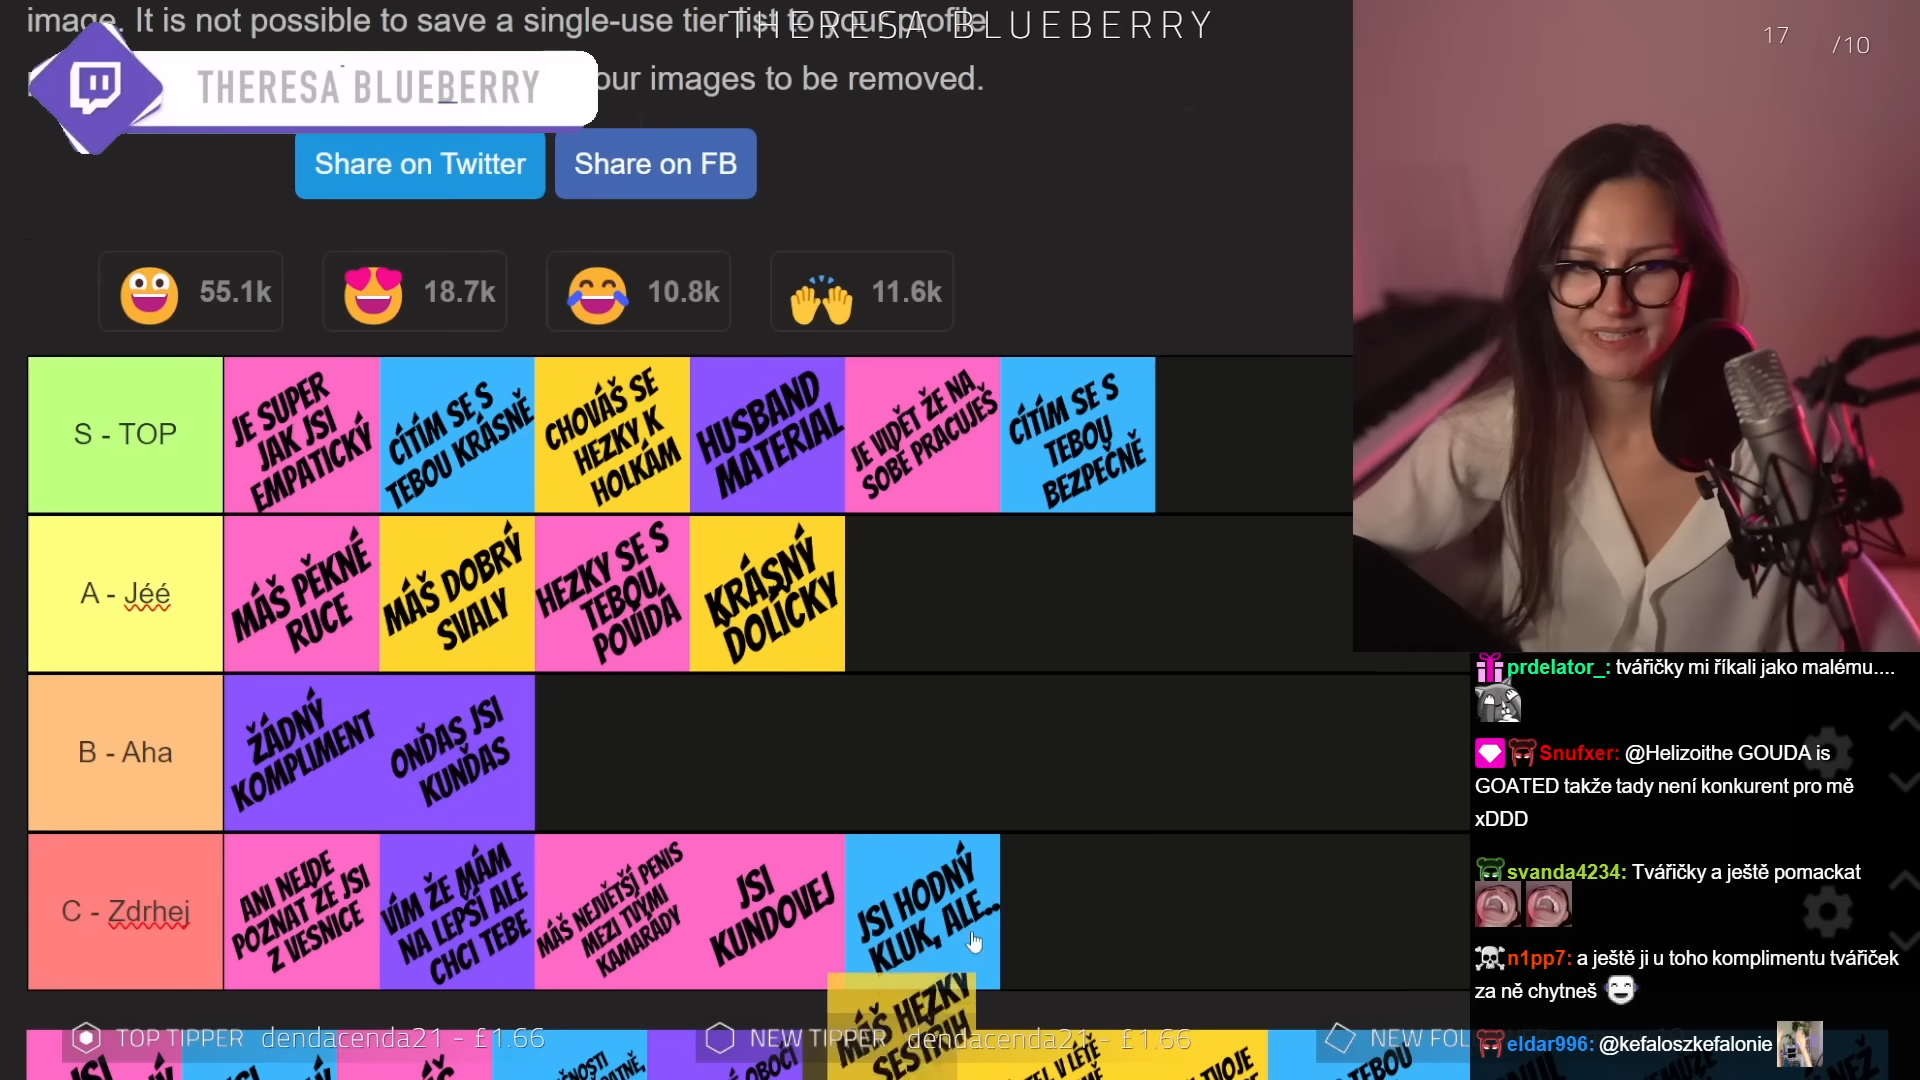 image. It is not possible to save a single-use tier list to your profile
THERESA BLUEBERRY
17 /10
THERESA BLUEBERRY
our images to be removed.
Share on Twitter
Share on FB
55.1k
18.7k
10.8k
11.6k
S - TOP
JE SUPER
JAK JSI
EMPATICKÝ
CÍTÍM SE S
TEBOU KRÁSNĚ
CHOVÁŠ SE
HEZKY K
HOLKÁM
HUSBAND
MATERIAL
JE VIDĚT ŽE NA
SOBĚ PRACUJEŠ
CÍTÍM SE S
TEBOU
BEZPEČNĚ
A - Jéé
MÁŠ PĚKNÉ
RUCE
MÁŠ DOBRÝ
SVALY
HEZKY SE S
TEBOU
POVÍDÁ
KRÁSNÝ
DOLÍČKY
B - Aha
ŽÁDNÝ
KOMPLIMENT
ONĎAS JSI
KUNĎAS
C - Zdrhej
ANI NEJDE
POZNAT ŽE JSI
Z VESNICE
VÍM ŽE MÁM
NA LEPŠÍ ALE
CHCI TEBE
MÁŠ NEJVĚTŠÍ PENIS
MEZI TVÝMI
KAMARÁDY
JSI
KUNDOVEJ
JSI HODNÝ
KLUK, ALE...
MÁŠ HEZKY
TOP TIPPER dendacenda21 - £1.66
NEW TIPPER dendacenda21 - £1.66
NEW FOL
JSI
OBOČÍ
V LÉTĚ
TVOJE
TEBOU
prdelator_: tvářičky mi říkali jako malému....
Snufxer: @Helizoithe GOUDA is
GOATED takže tady není konkurent pro mě
xDDD
svanda4234: Tvářičky a ještě pomackat
n1pp7: a ještě ji u toho komplimentu tvářiček
za ně chytneš
eldar996: @kefaloszkefalonie